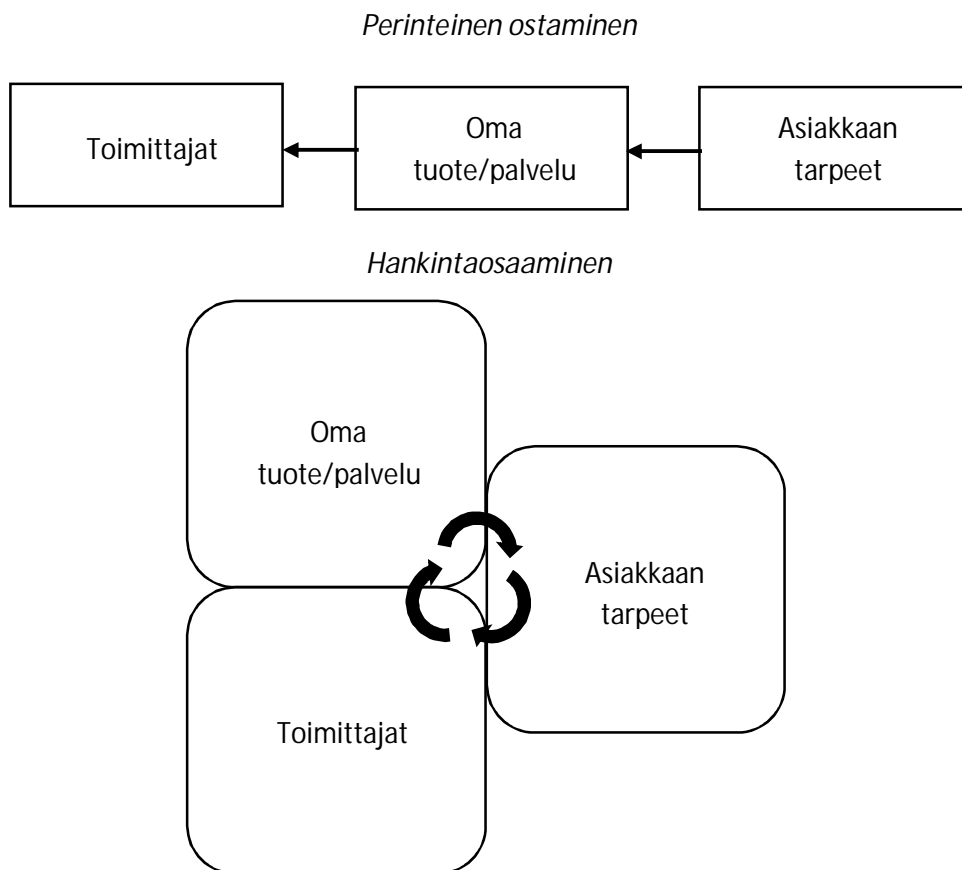 Perinteinen ostaminen
Toimittajat
Oma
tuote/palvelu
Asiakkaan
tarpeet
Hankintaosaaminen
Oma
tuote/palvelu
Asiakkaan
tarpeet
Toimittajat